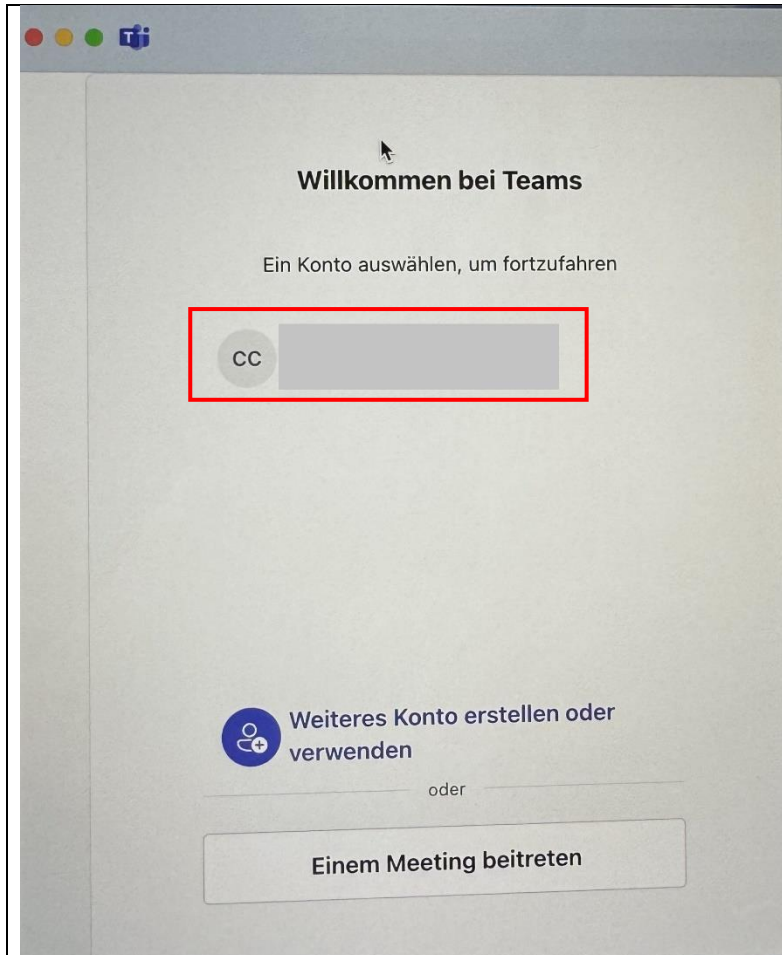 Willkommen bei Teams
Ein Konto auswählen, um fortzufahren
CC
Weiteres Konto erstellen oder
verwenden
oder
Einem Meeting beitreten